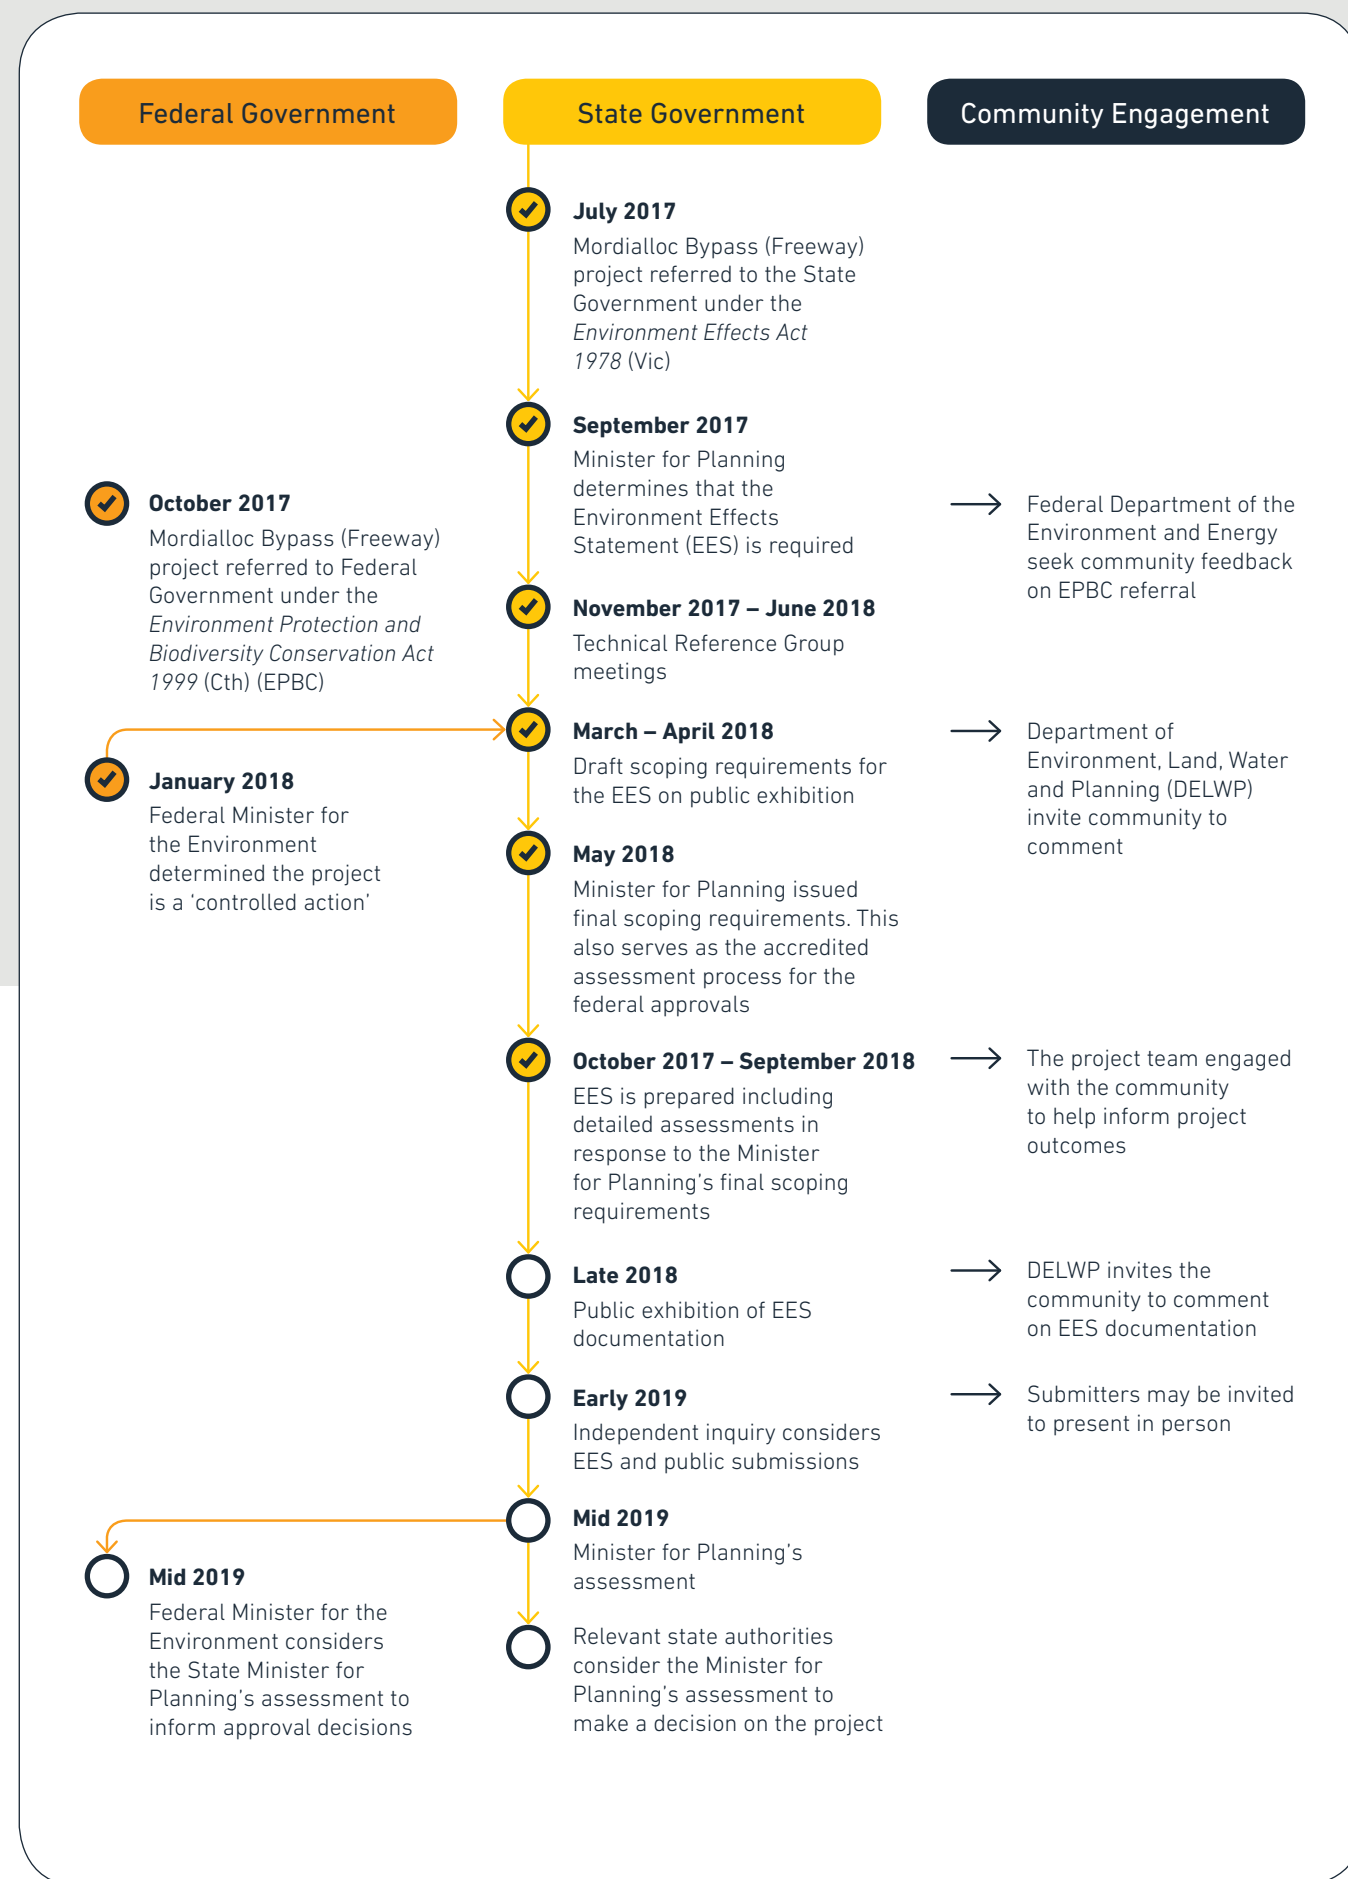 Federal Government
State Government
Community Engagement
July 2017
Mordialloc Bypass (Freeway)
project referred to the State
Government under the
Environment Effects Act
1978 (Vic)
September 2017
Minister for Planning
determines that the
Environment Effects
Statement (EES) is required
October 2017
Mordialloc Bypass (Freeway)
project referred to Federal
Government under the
Environment Protection and
Biodiversity Conservation Act
1999 (Cth) (EPBC)
Federal Department of the
Environment and Energy
seek community feedback
on EPBC referral
November 2017 – June 2018
Technical Reference Group
meetings
March – April 2018
Draft scoping requirements for
the EES on public exhibition
Department of
Environment, Land, Water
and Planning (DELWP)
invite community to
comment
January 2018
Federal Minister for
the Environment
determined the project
is a ‘controlled action’
May 2018
Minister for Planning issued
final scoping requirements. This
also serves as the accredited
assessment process for the
federal approvals
October 2017 – September 2018
EES is prepared including
detailed assessments in
response to the Minister
for Planning’s final scoping
requirements
The project team engaged
with the community
to help inform project
outcomes
Late 2018
Public exhibition of EES
documentation
DELWP invites the
community to comment
on EES documentation
Early 2019
Independent inquiry considers
EES and public submissions
Submitters may be invited
to present in person
Mid 2019
Minister for Planning’s
assessment
Mid 2019
Federal Minister for the
Environment considers
the State Minister for
Planning’s assessment to
inform approval decisions
Relevant state authorities
consider the Minister for
Planning’s assessment to
make a decision on the project